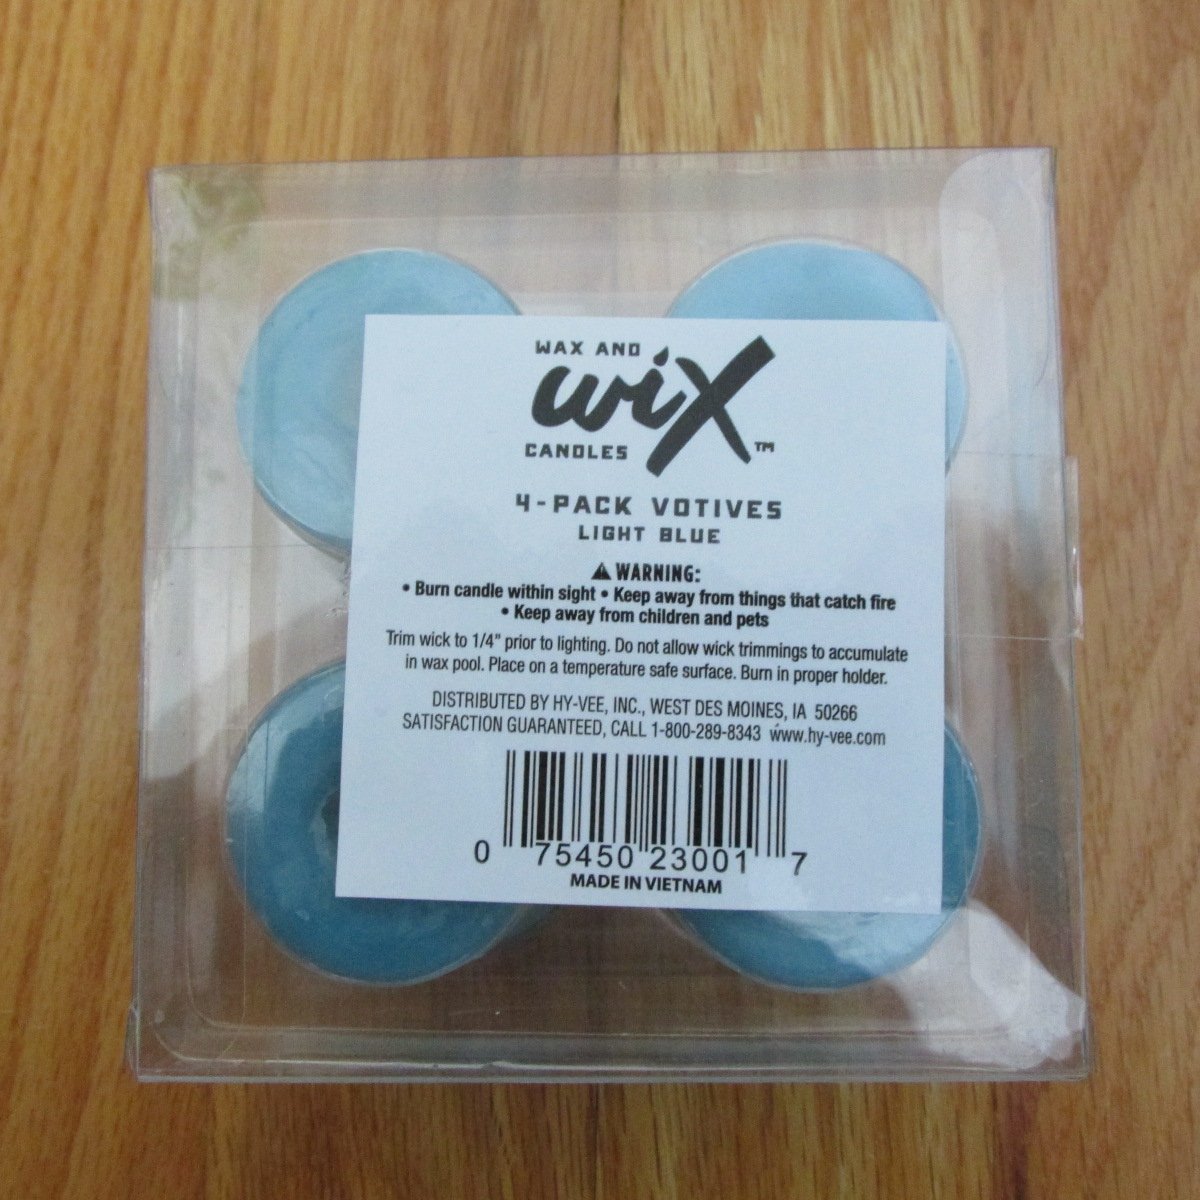 WAX AND
wiX™
CANDLES
4-PACK VOTIVES
LIGHT BLUE
⚠ WARNING:
• Burn candle within sight • Keep away from things that catch fire
• Keep away from children and pets
Trim wick to 1/4" prior to lighting. Do not allow wick trimmings to accumulate
in wax pool. Place on a temperature safe surface. Burn in proper holder.
DISTRIBUTED BY HY-VEE, INC., WEST DES MOINES, IA 50266
SATISFACTION GUARANTEED, CALL 1-800-289-8343 www.hy-vee.com
0 75450 23001 7
MADE IN VIETNAM